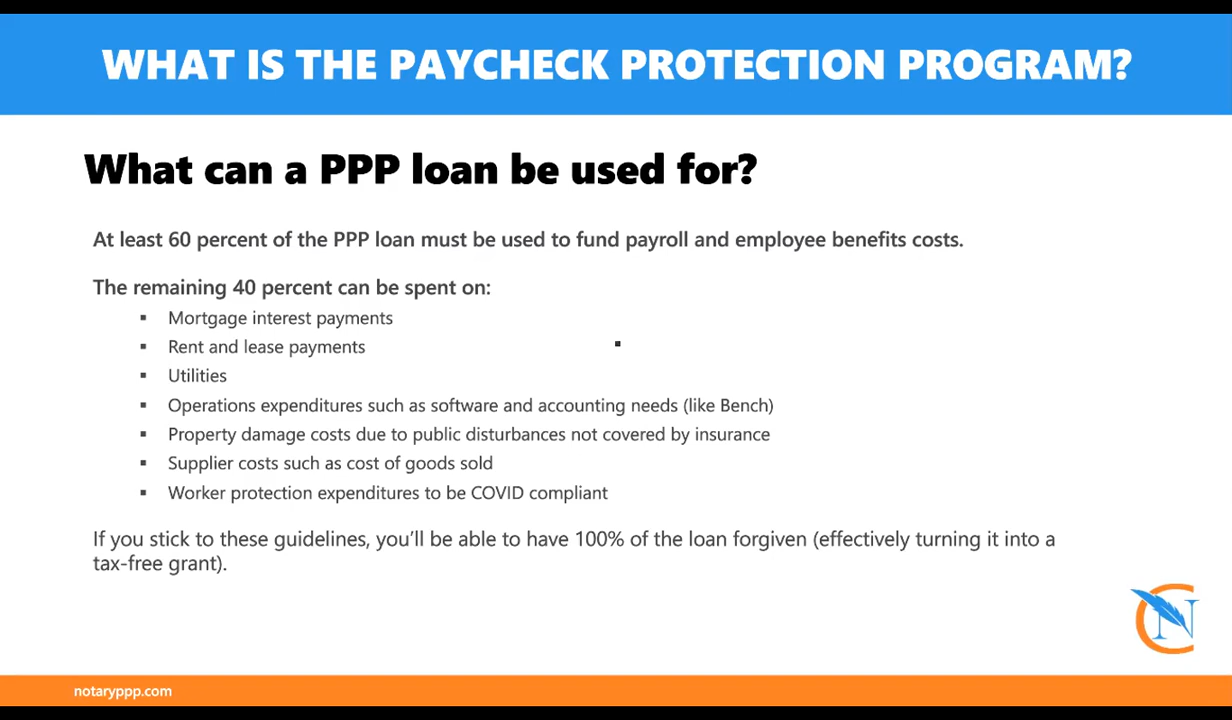 WHAT IS THE PAYCHECK PROTECTION PROGRAM?
What can a PPP loan be used for?
At least 60 percent of the PPP loan must be used to fund payroll and employee benefits costs.
The remaining 40 percent can be spent on:
▪ Mortgage interest payments
▪ Rent and lease payments
▪ Utilities
▪ Operations expenditures such as software and accounting needs (like Bench)
▪ Property damage costs due to public disturbances not covered by insurance
▪ Supplier costs such as cost of goods sold
▪ Worker protection expenditures to be COVID compliant
If you stick to these guidelines, you’ll be able to have 100% of the loan forgiven (effectively turning it into a
tax-free grant).
CN
notaryppp.com